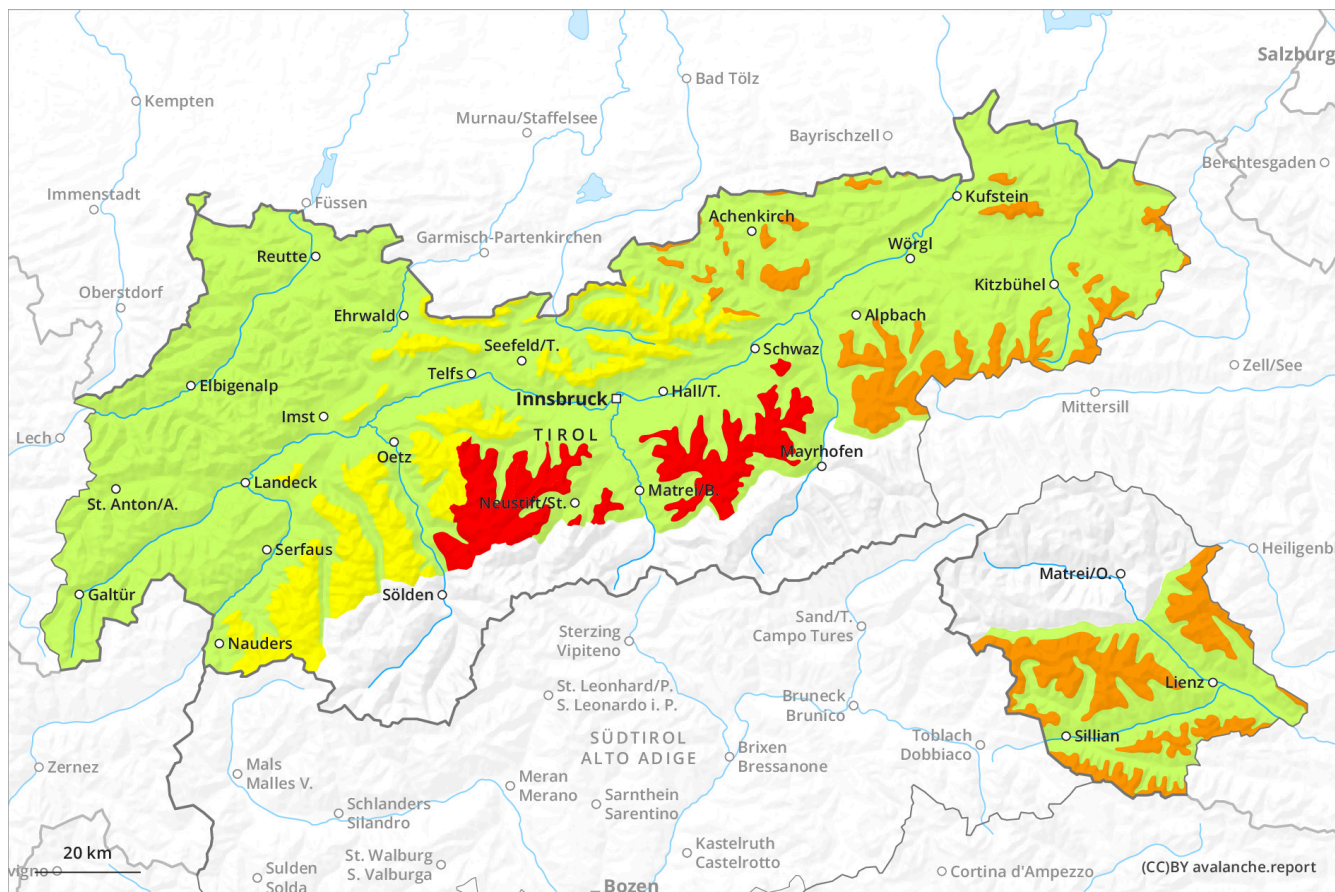 Salzburg
Bad Tölz
Kempten
Murnau/Staffelsee
Bayrischzell
Berchtesgaden
Immenstadt
Füssen
Kufstein
Achenkirch
Garmisch-Partenkirchen
Wörgl
Reutte
Kitzbühel
Oberstdorf
Ehrwald
Alpbach
Seefeld/T.
Schwaz
Zell/See
Telfs
Elbigenalp
Hall/T.
Innsbruck
Mittersill
Imst
Lech
TIROL
Oetz
Mayrhofen
Landeck
Matrei/B.
St. Anton/A.
Neustift/St.
Serfaus
Heiligenb
Matrei/O.
Galtür
Sölden
Sand/T.
Campo Tures
Sterzing
Vipiteno
Nauders
Lienz
St. Leonhard/P.
S. Leonardo i. P.
Bruneck
Brunico
Sillian
SÜDTIROL
ALTO ADIGE
Toblach
Dobbiaco
Brixen
Bressanone
Zernez
Mals
Malles V.
Meran
Merano
Sarnthein
Sarentino
Schlanders
Silandro
Kastelruth
Castelrotto
20 km
St. Walburg
S. Valburga
vigno
Sulden
Solda
Cortina d'Ampezzo
(CC)BY avalanche.report
Bozen